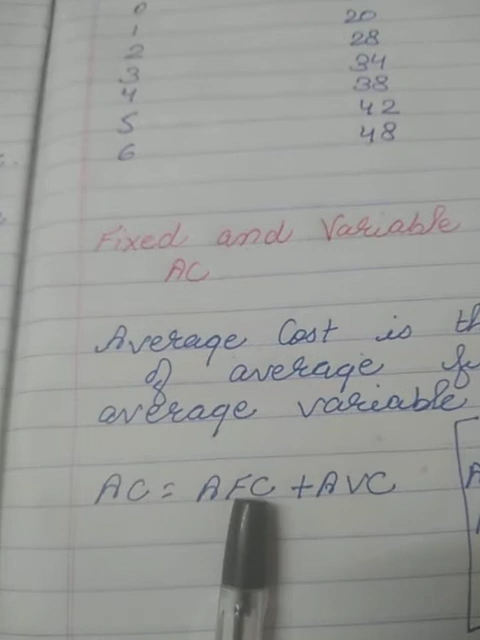 0 20
1 28
2 34
3 38
4 42
5 48
6
Fixed and Variable
AC
Average Cost is th
of average
average variable
AC = AFC + AVC